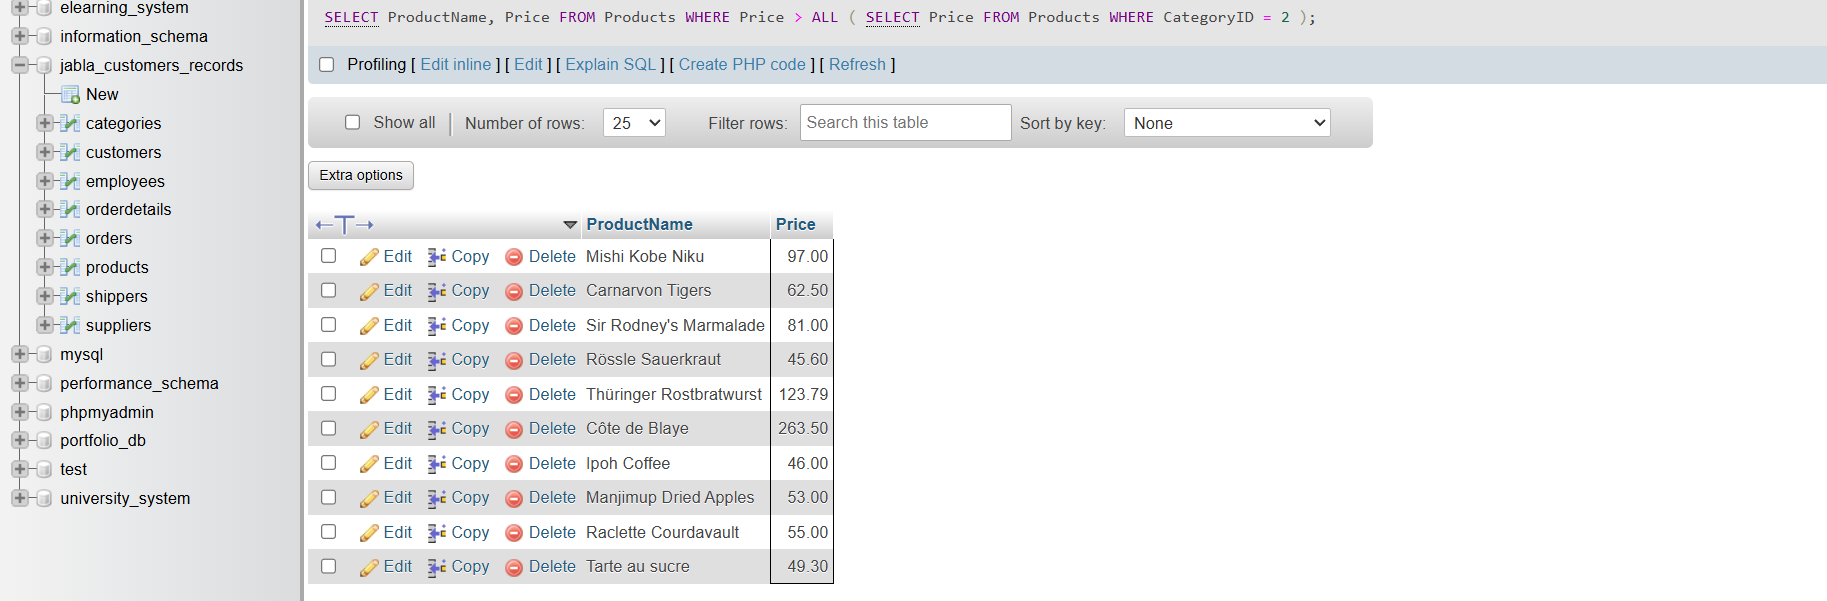 elearning_system
information_schema
jabla_customers_records
New
categories
customers
employees
orderdetails
orders
products
shippers
suppliers
mysql
performance_schema
phpmyadmin
portfolio_db
test
university_system
SELECT ProductName, Price FROM Products WHERE Price > ALL ( SELECT Price FROM Products WHERE CategoryID = 2 );
Profiling [ Edit inline ] [ Edit ] [ Explain SQL ] [ Create PHP code ] [ Refresh ]
Show all Number of rows: 25 Filter rows: Search this table Sort by key: None
Extra options
ProductName Price
Edit Copy Delete Mishi Kobe Niku 97.00
Edit Copy Delete Carnarvon Tigers 62.50
Edit Copy Delete Sir Rodney's Marmalade 81.00
Edit Copy Delete Rössle Sauerkraut 45.60
Edit Copy Delete Thüringer Rostbratwurst 123.79
Edit Copy Delete Côte de Blaye 263.50
Edit Copy Delete Ipoh Coffee 46.00
Edit Copy Delete Manjimup Dried Apples 53.00
Edit Copy Delete Raclette Courdavault 55.00
Edit Copy Delete Tarte au sucre 49.30